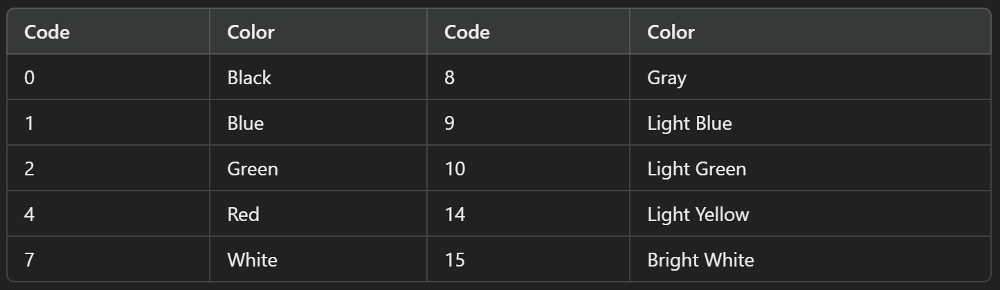 Code Color Code Color
0 Black 8 Gray
1 Blue 9 Light Blue
2 Green 10 Light Green
4 Red 14 Light Yellow
7 White 15 Bright White